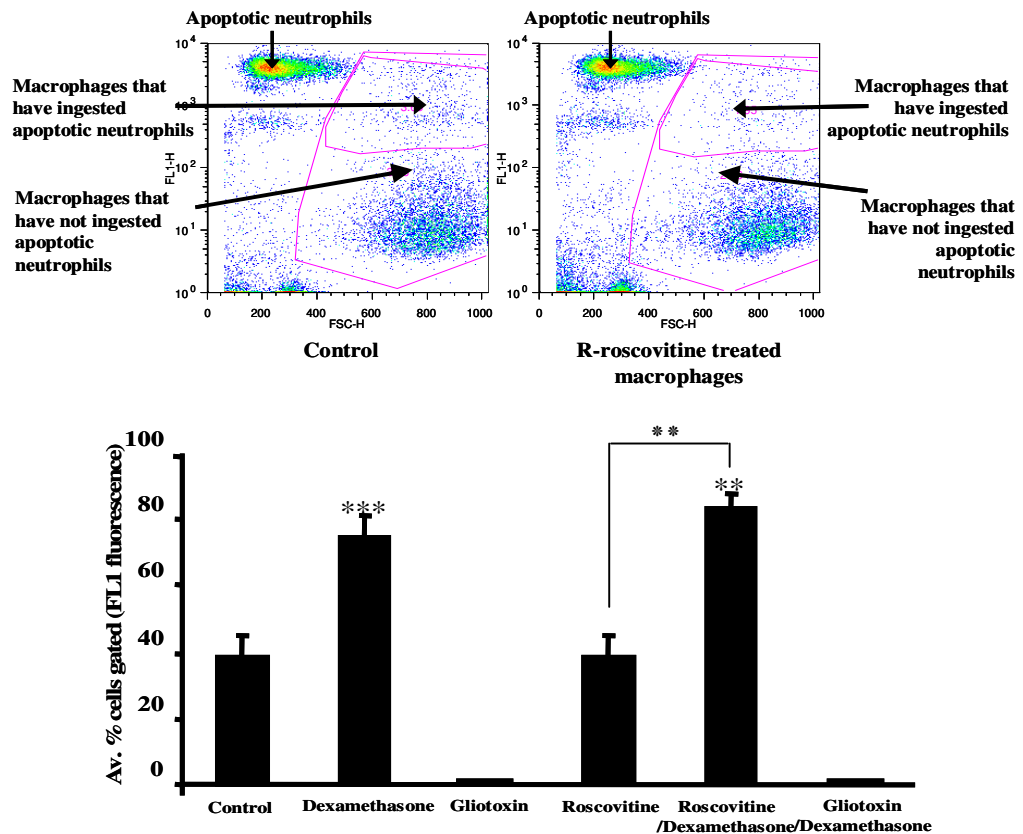 Apoptotic neutrophils
Apoptotic neutrophils
Macrophages that
have ingested
apoptotic neutrophils
Macrophages that
have not ingested
apoptotic
neutrophils
10^4
10^3
10^2
10^1
10^0
FL1-H
0 200 400 600 800 1000
FSC-H
Control
10^4
10^3
10^2
10^1
10^0
FL1-H
0 200 400 600 800 1000
FSC-H
R-roscovitine treated
macrophages
Macrophages that
have ingested
apoptotic neutrophils
Macrophages that
have not ingested
apoptotic
neutrophils
Av. % cells gated (FL1 fluorescence)
100
80
60
40
20
0
***
**
**
Control
Dexamethasone
Gliotoxin
Roscovitine
Roscovitine
/Dexamethasone
Gliotoxin
/Dexamethasone